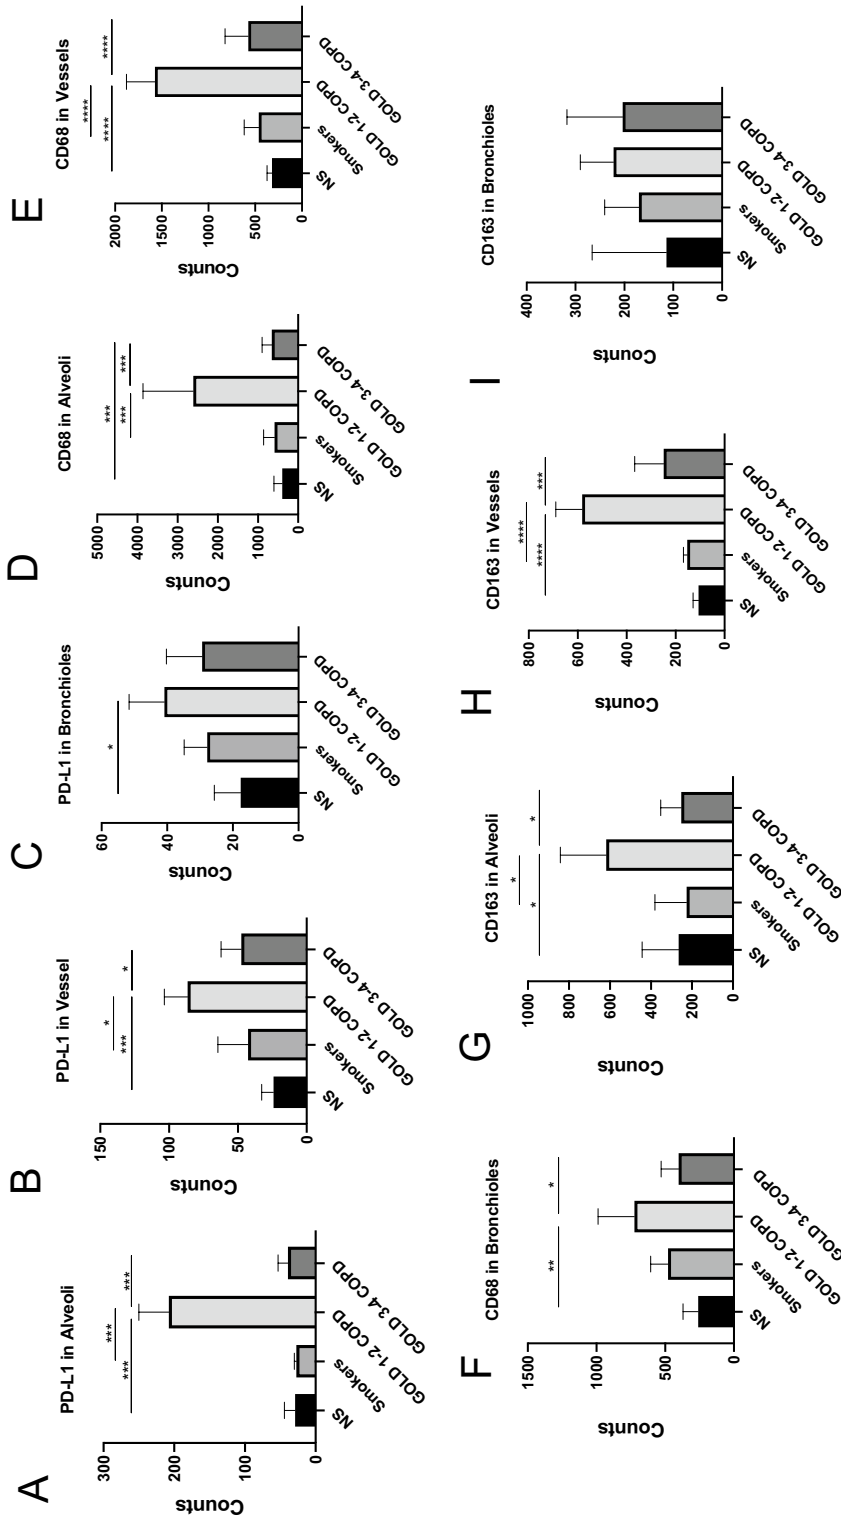 A
PD-L1 in Alveoli
***
***
***
Counts
300
200
100
0
NS
Smokers
GOLD 1-2 COPD
GOLD 3-4 COPD
B
PD-L1 in Vessel
*
***
*
Counts
150
100
50
0
NS
Smokers
GOLD 1-2 COPD
GOLD 3-4 COPD
C
PD-L1 in Bronchioles
*
Counts
60
40
20
0
NS
Smokers
GOLD 1-2 COPD
GOLD 3-4 COPD
D
CD68 in Alveoli
***
***
***
Counts
5000
4000
3000
2000
1000
0
NS
Smokers
GOLD 1-2 COPD
GOLD 3-4 COPD
E
CD68 in Vessels
****
****
****
Counts
2000
1500
1000
500
0
NS
Smokers
GOLD 1-2 COPD
GOLD 3-4 COPD
F
CD68 in Bronchioles
**
*
Counts
1500
1000
500
0
NS
Smokers
GOLD 1-2 COPD
GOLD 3-4 COPD
G
CD163 in Alveoli
*
*
*
Counts
1000
800
600
400
200
0
NS
Smokers
GOLD 1-2 COPD
GOLD 3-4 COPD
H
CD163 in Vessels
****
****
***
Counts
800
600
400
200
0
NS
Smokers
GOLD 1-2 COPD
GOLD 3-4 COPD
I
CD163 in Bronchioles
Counts
400
300
200
100
0
NS
Smokers
GOLD 1-2 COPD
GOLD 3-4 COPD